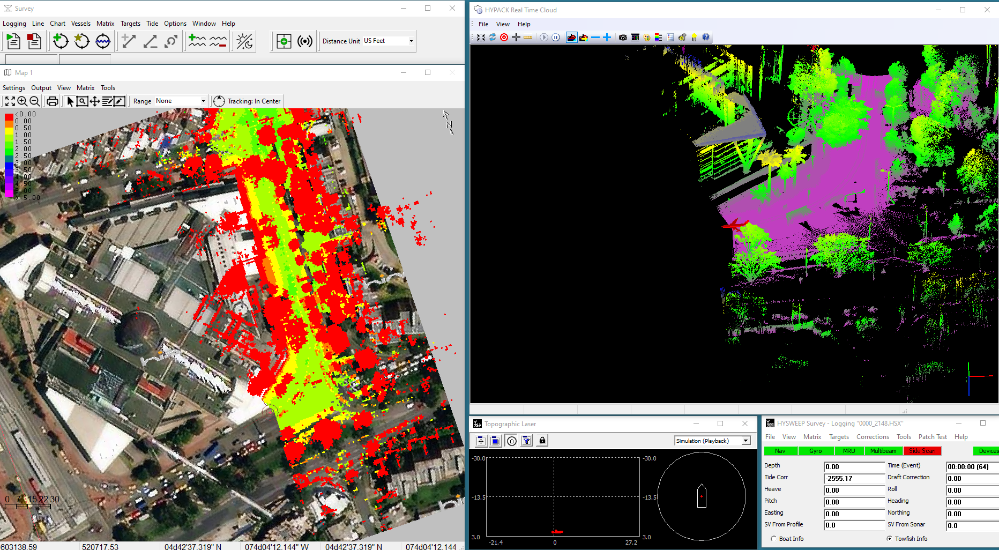 Survey
Logging Line Chart Vessels Matrix Targets Tide Options Window Help
Distance Unit US Feet
Map 1
Settings Output View Matrix Tools
Range None Tracking: In Center
<0.00
0.00
0.50
1.00
1.50
2.00
2.50
3.00
3.50
4.00
4.50
5.00
>=5.00
0 7 15 22 30
603138.59 520717.53 04d42'37.319" N 074d04'12.144" W 04d42'37.319" N 074d04'12.144
HYPACK Real Time Cloud
File View Help
Topographic Laser
Simulation (Playback)
-30.0 -30.0
-13.5 -13.5
3.0 3.0
-21.4 0 27.2
HYSWEEP Survey - Logging "0000_2148.HSX"
File View Matrix Targets Corrections Tools Patch Test Help
Nav Gyro MRU Multibeam Side Scan Devices
Depth 0.00 Time (Event) 00:00:00 (64)
Tide Corr -2555.17 Draft Correction 0.00
Heave 0.00 Roll 0.00
Pitch 0.00 Heading 0.00
Easting 0.00 Northing 0.00
SV From Profile 0.0 SV From Sonar 0.0
Boat Info Towfish Info